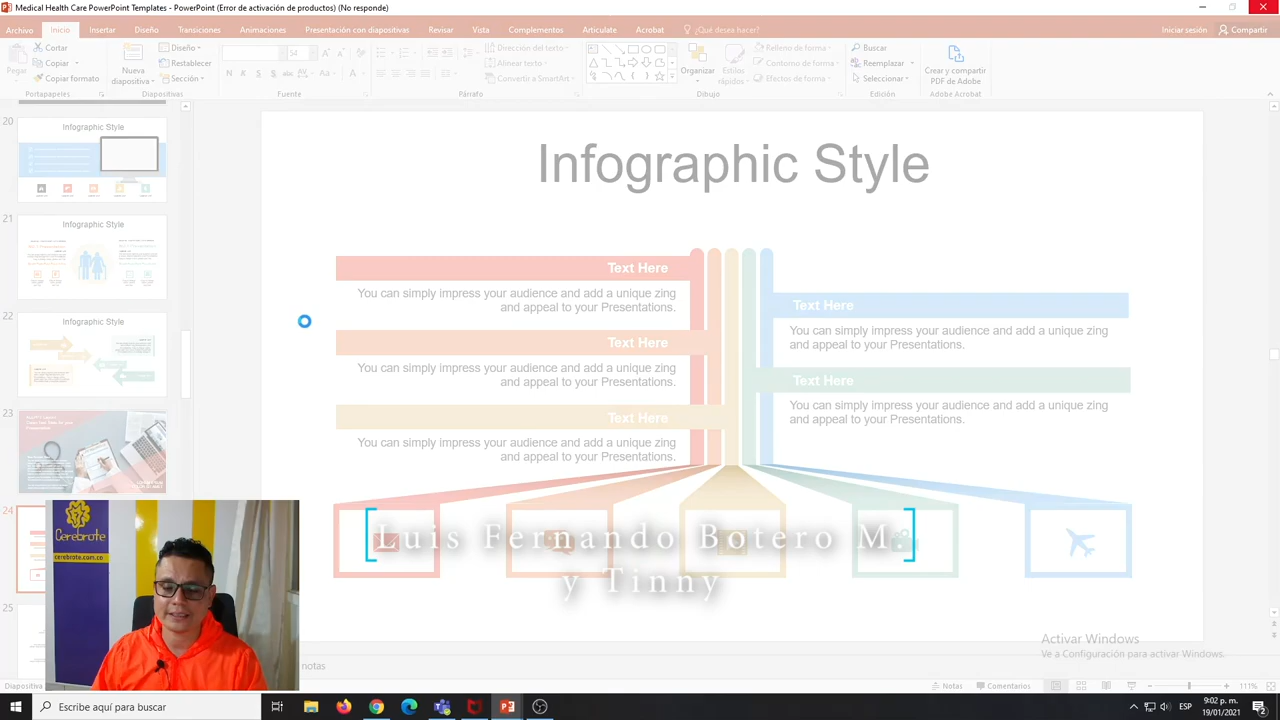 Medical Health Care PowerPoint Templates - PowerPoint (Error de activación de productos) (No responde)
Archivo Inicio Insertar Diseño Transiciones Animaciones Presentación con diapositivas Revisar Vista Complementos Articulate Acrobat ¿Qué desea hacer? Iniciar sesión Compartir
Pegar
Cortar
Copiar
Copiar formato
Portapapeles
Nueva
diapositiva
Diseño
Restablecer
Sección
Diapositivas
54
N K S S abc AV Aa A
Fuente
Dirección del texto
Alinear texto
Convertir a SmartArt
Párrafo
Organizar
Estilos
rápidos
Relleno de forma
Contorno de forma
Efectos de forma
Dibujo
Buscar
Reemplazar
Seleccionar
Edición
Crear y compartir
PDF de Adobe
Adobe Acrobat
20
Infographic Style
21
Infographic Style
22
Infographic Style
23
24
25
Infographic Style
Text Here
You can simply impress your audience and add a unique zing
and appeal to your Presentations.
Text Here
You can simply impress your audience and add a unique zing
and appeal to your Presentations.
Text Here
You can simply impress your audience and add a unique zing
and appeal to your Presentations.
Text Here
You can simply impress your audience and add a unique zing
and appeal to your Presentations.
Text Here
You can simply impress your audience and add a unique zing
and appeal to your Presentations.
Luis Fernando Botero M.
y Tinny
Cerebrote
cerebrote.com.co
Activar Windows
Ve a Configuración para activar Windows.
notas
Diapositiva
Notas Comentarios 111%
Escribe aquí para buscar
ESP
9:02 p. m.
19/01/2021
2